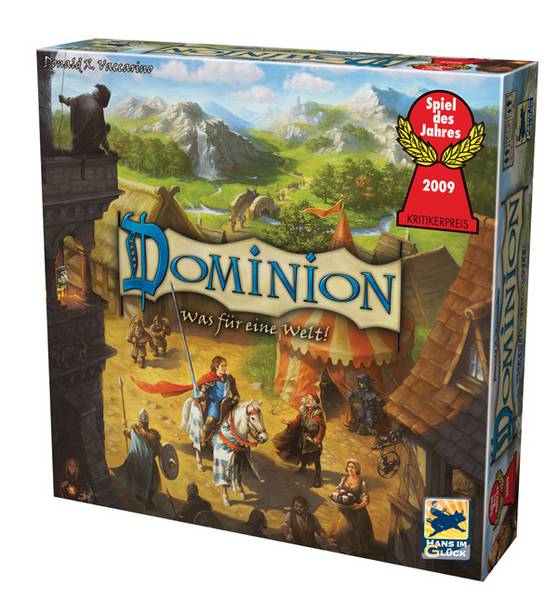 Donald X. Vaccarino
Spiel
des
Jahres
2009
KRITIKERPREIS
DOMINION
Was für eine Welt!
HANS IM
GLÜCK
DOMINION